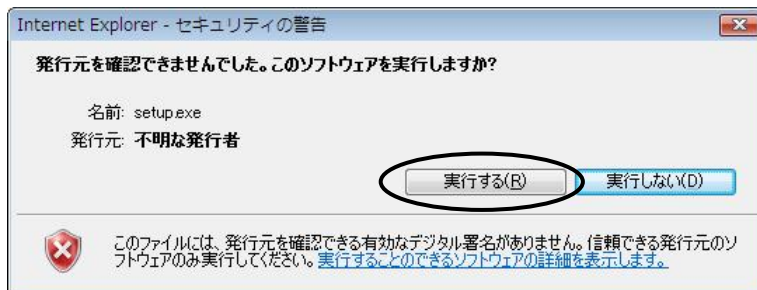 Internet Explorer - セキュリティの警告
発行元を確認できませんでした。このソフトウェアを実行しますか?
名前: setup.exe
発行元: 不明な発行者
実行する(R) 実行しない(D)
このファイルには、発行元を確認できる有効なデジタル署名がありません。信頼できる発行元のソ
フトウェアのみ実行してください。実行することのできるソフトウェアの詳細を表示します。